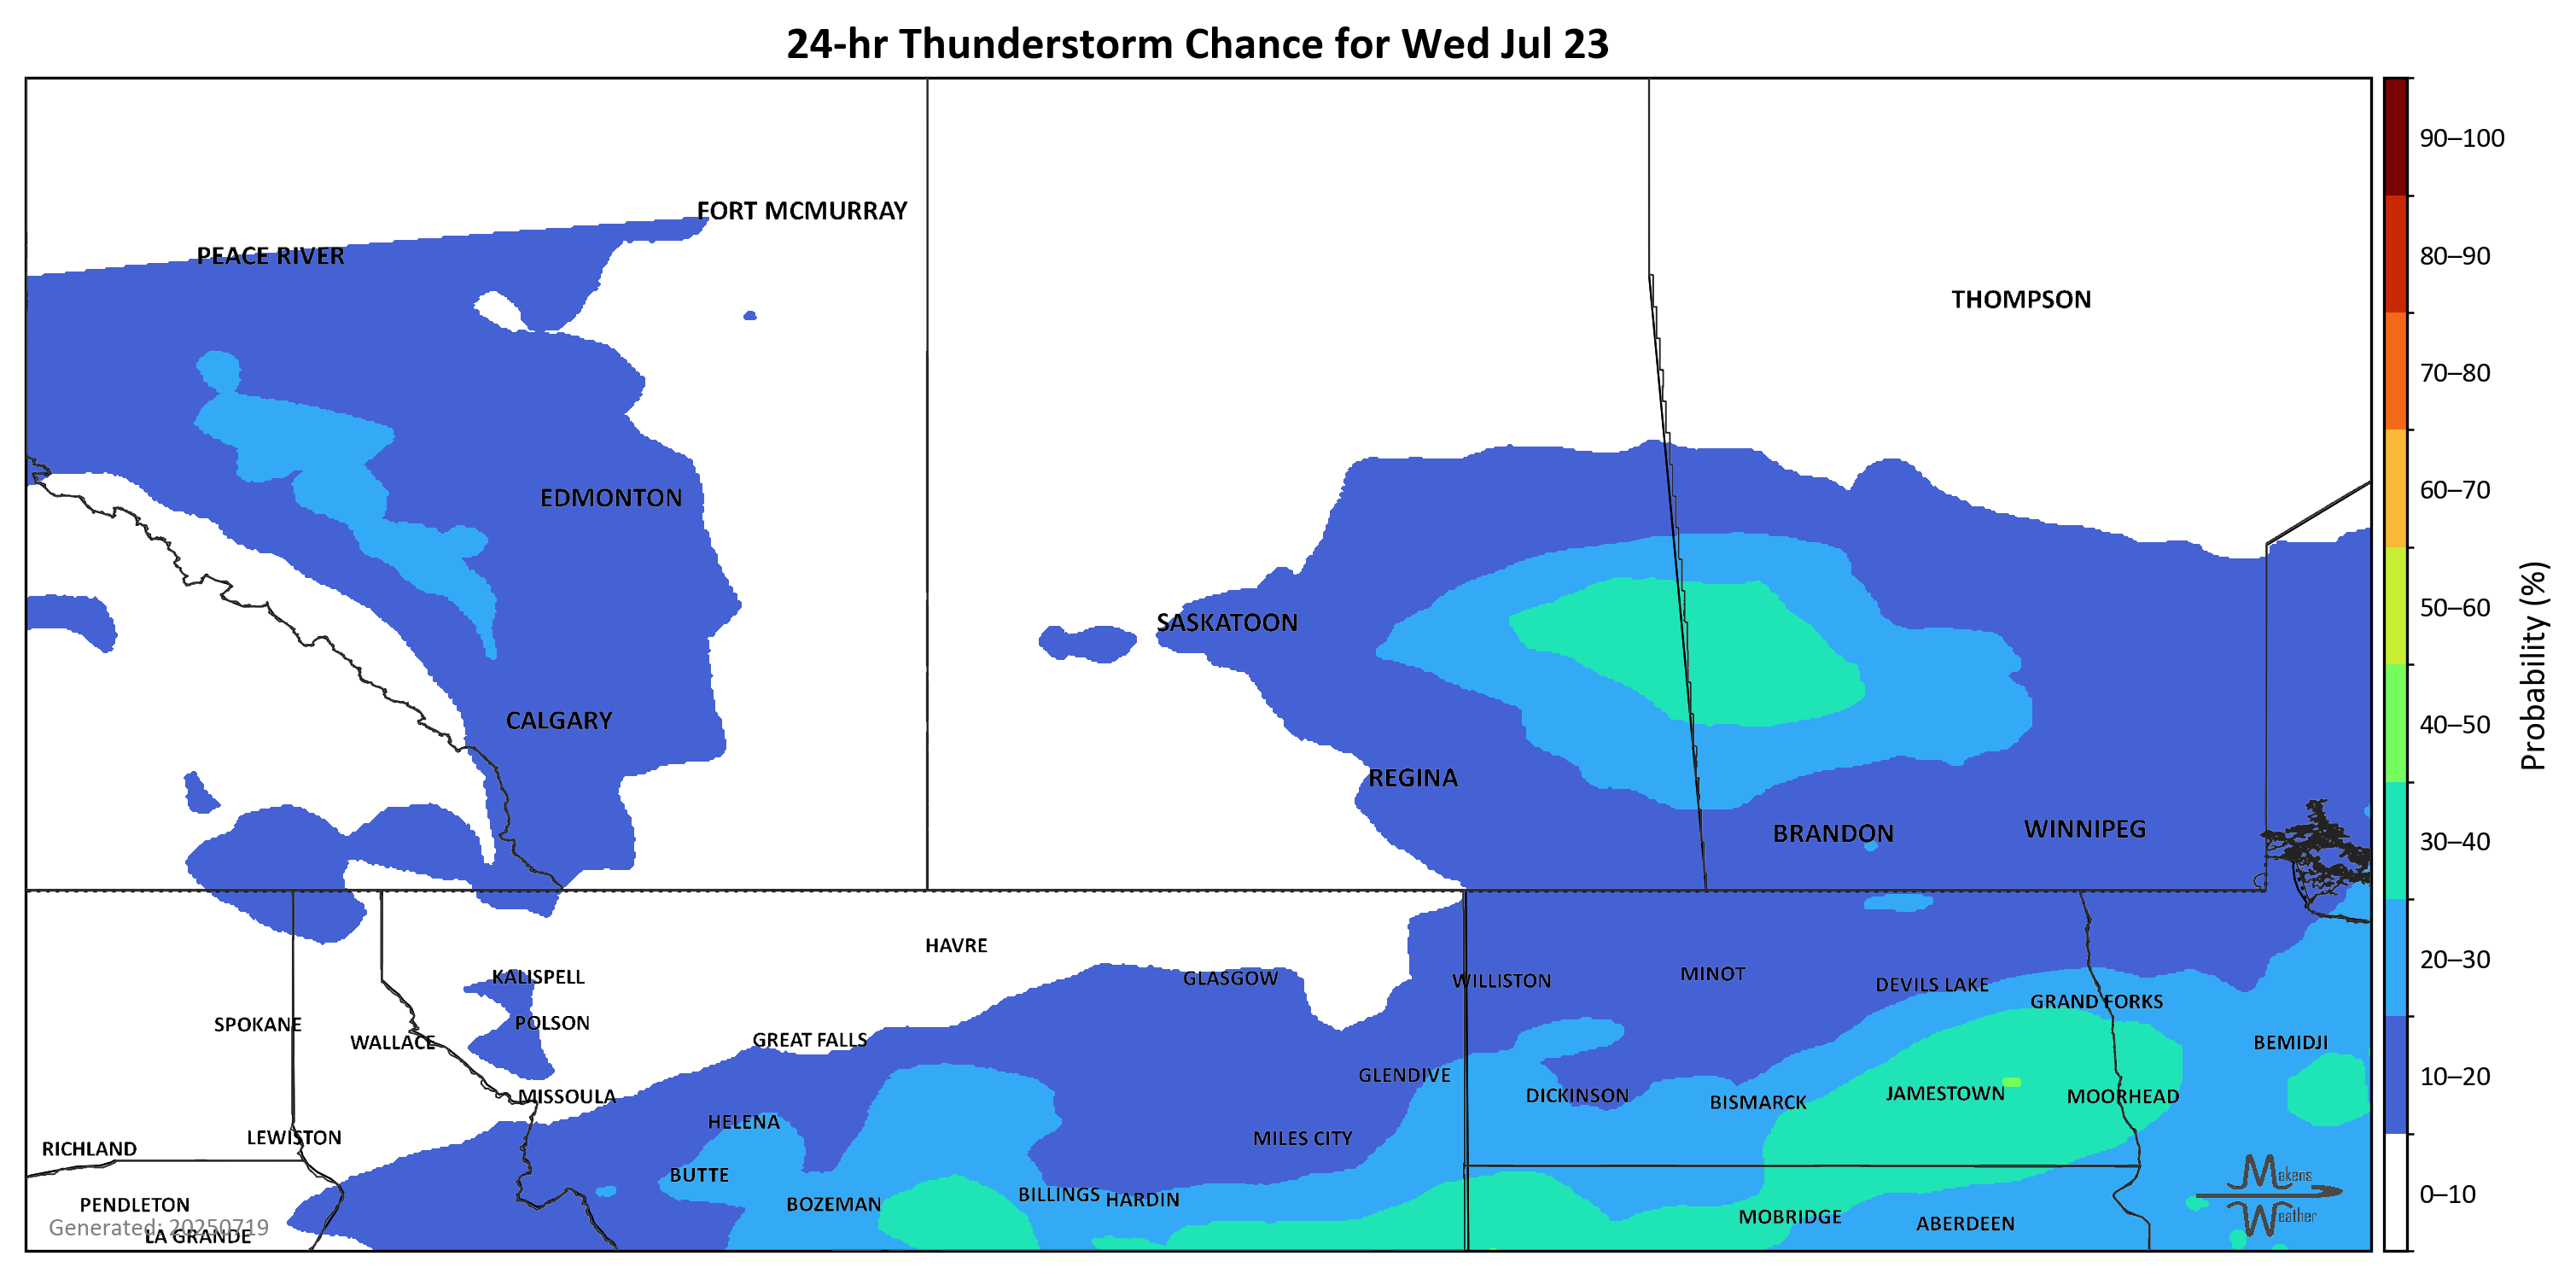 24-hr Thunderstorm Chance for Wed Jul 23
FORT MCMURRAY
PEACE RIVER
THOMPSON
EDMONTON
SASKATOON
CALGARY
REGINA
BRANDON
WINNIPEG
HAVRE
KALISPELL
GLASGOW
WILLISTON
MINOT
DEVILS LAKE
GRAND FORKS
SPOKANE
POLSON
WALLACE
GREAT FALLS
BEMIDJI
GLENDIVE
MISSOULA
DICKINSON
BISMARCK
JAMESTOWN
MOORHEAD
HELENA
LEWISTON
MILES CITY
RICHLAND
BUTTE
BILLINGS
HARDIN
PENDLETON
BOZEMAN
MOBRIDGE
ABERDEEN
Generated: 20250719
LA GRANDE
Makens
Weather
90–100
80–90
70–80
60–70
50–60
40–50
30–40
20–30
10–20
0–10
Probability (%)